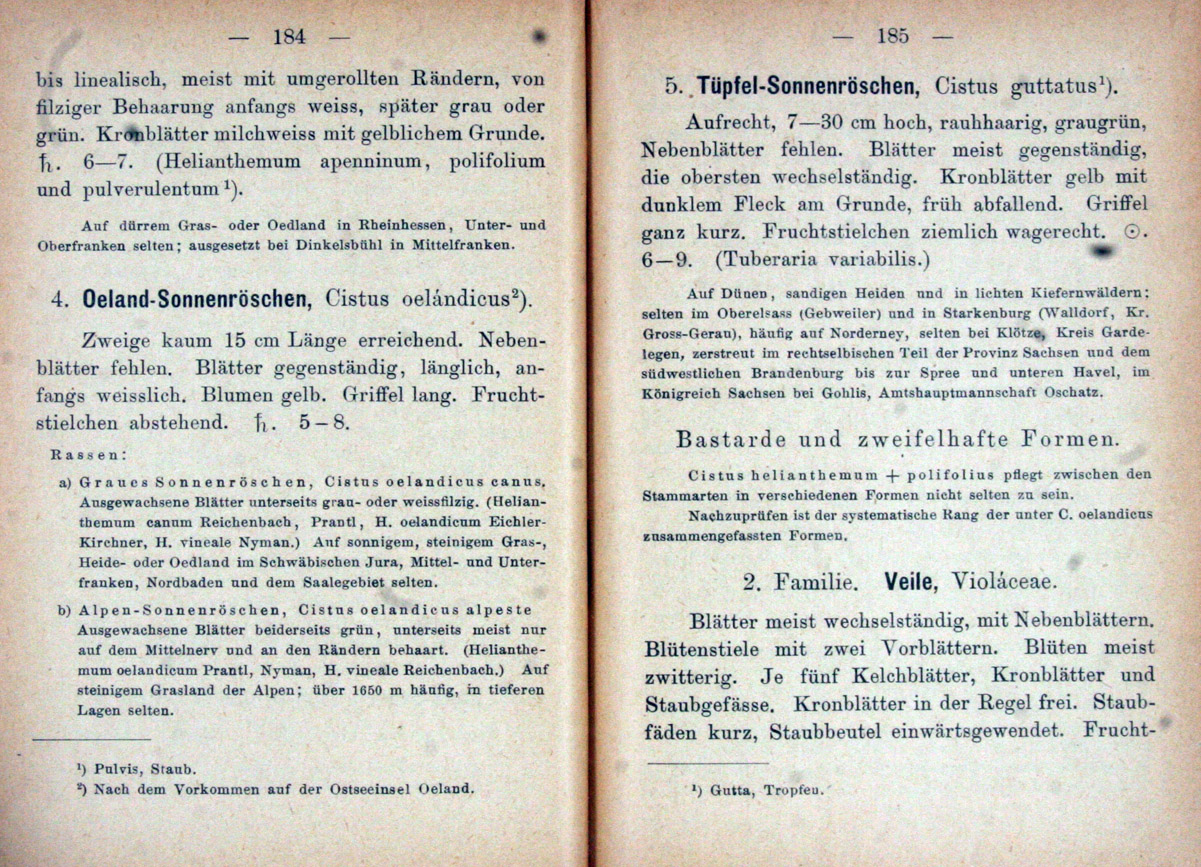 — 184 —
bis linealisch, meist mit umgerollten Rändern, von
filziger Behaarung anfangs weiss, später grau oder
grün. Kronblätter milchweiss mit gelblichem Grunde.
ђ. 6—7. (Helianthemum apenninum, polifolium
und pulverulentum¹).
Auf dürrem Gras- oder Oedland in Rheinhessen, Unter- und
Oberfranken selten; ausgesetzt bei Dinkelsbühl in Mittelfranken.
4. Oeland-Sonnenröschen, Cistus oelándicus²).
Zweige kaum 15 cm Länge erreichend. Neben-
blätter fehlen. Blätter gegenständig, länglich, an-
fangs weisslich. Blumen gelb. Griffel lang. Frucht-
stielchen abstehend. ђ. 5—8.
Rassen:
a) Graues Sonnenröschen, Cistus oelandicus canus.
Ausgewachsene Blätter unterseits grau- oder weissfilzig. (Helian-
themum canum Reichenbach, Prantl, H. oelandicum Eichler-
Kirchner, H. vineale Nyman.) Auf sonnigem, steinigem Gras-,
Heide- oder Oedland im Schwäbischen Jura, Mittel- und Unter-
franken, Nordbaden und dem Saalegebiet selten.
b) Alpen-Sonnenröschen, Cistus oelandicus alpeste
Ausgewachsene Blätter beiderseits grün, unterseits meist nur
auf dem Mittelnerv und an den Rändern behaart. (Helianthe-
mum oelandicum Prantl, Nyman, H. vineale Reichenbach.) Auf
steinigem Grasland der Alpen; über 1650 m häufig, in tieferen
Lagen selten.
¹) Pulvis, Staub.
²) Nach dem Vorkommen auf der Ostseeinsel Oeland.
— 185 —
5. Tüpfel-Sonnenröschen, Cistus guttatus¹).
Aufrecht, 7—30 cm hoch, rauhhaarig, graugrün,
Nebenblätter fehlen. Blätter meist gegenständig,
die obersten wechselständig. Kronblätter gelb mit
dunklem Fleck am Grunde, früh abfallend. Griffel
ganz kurz. Fruchtstielchen ziemlich wagerecht. ⊙.
6—9. (Tuberaria variabilis.)
Auf Dünen, sandigen Heiden und in lichten Kiefernwäldern;
selten im Oberelsass (Gebweiler) und in Starkenburg (Walldorf, Kr.
Gross-Gerau), häufig auf Norderney, selten bei Klötze, Kreis Garde-
legen, zerstreut im rechtselbischen Teil der Provinz Sachsen und dem
südwestlichen Brandenburg bis zur Spree und unteren Havel, im
Königreich Sachsen bei Gohlis, Amtshauptmannschaft Oschatz.
Bastarde und zweifelhafte Formen.
Cistus helianthemum + polifolius pflegt zwischen den
Stammarten in verschiedenen Formen nicht selten zu sein.
Nachzuprüfen ist der systematische Rang der unter C. oelandicus
zusammengefassten Formen.
2. Familie. Veile, Violáceae.
Blätter meist wechselständig, mit Nebenblättern.
Blütenstiele mit zwei Vorblättern. Blüten meist
zwitterig. Je fünf Kelchblätter, Kronblätter und
Staubgefässe. Kronblätter in der Regel frei. Staub-
fäden kurz, Staubbeutel einwärtsgewendet. Frucht-
¹) Gutta, Tropfen.